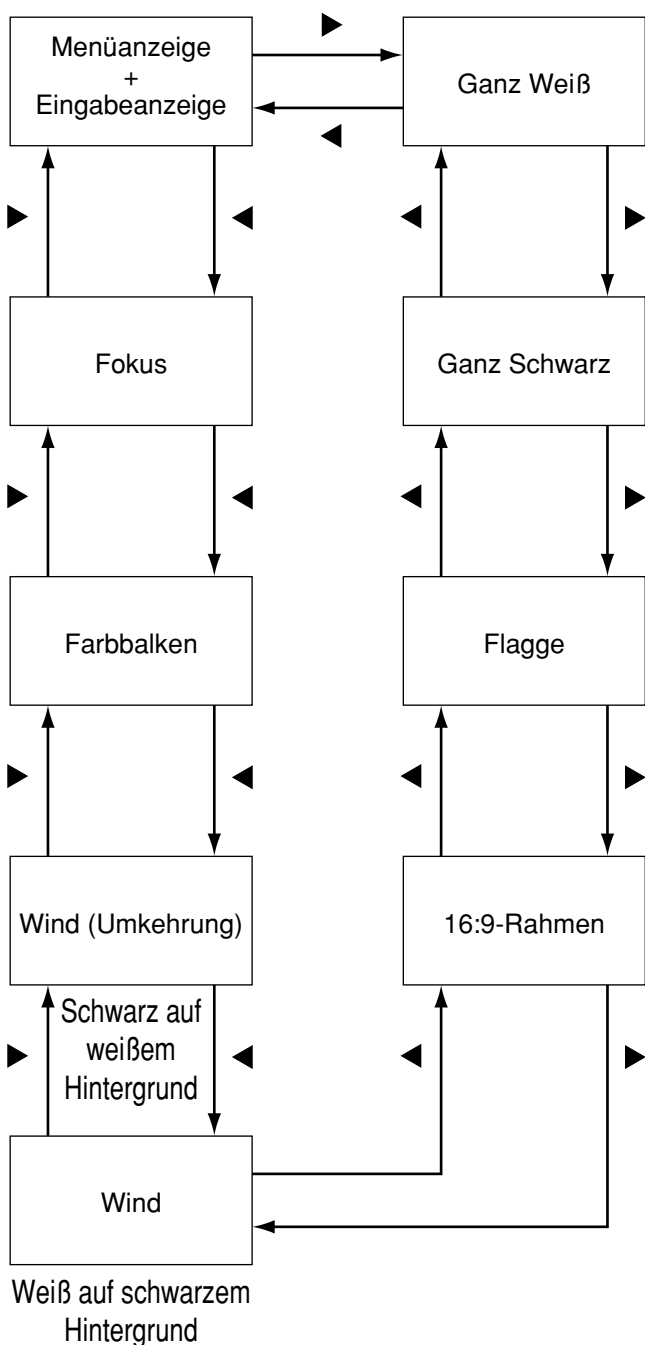 Menüanzeige
+
Eingabeanzeige
Ganz Weiß
Fokus
Ganz Schwarz
Farbbalken
Flagge
Wind (Umkehrung)
16:9-Rahmen
Schwarz auf
weißem
Hintergrund
Wind
Weiß auf schwarzem
Hintergrund